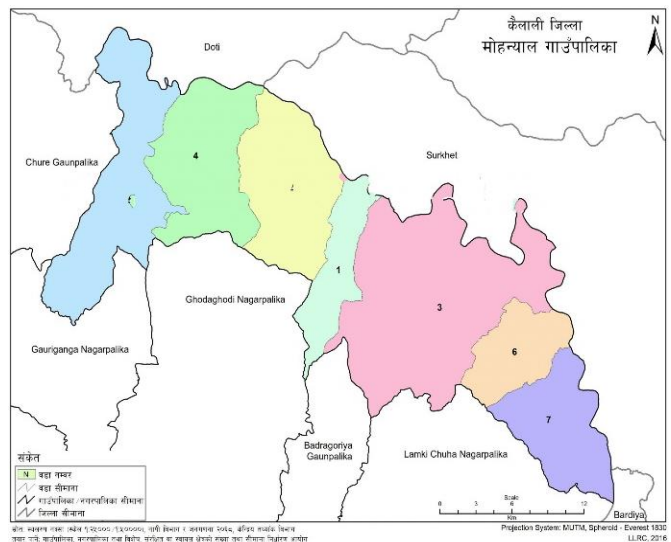 कैलाली जिल्ला
मोहन्याल गाउँपालिका
N
Doti
Surkhet
Chure Gaunpalika
4
1
3
6
7
Ghodaghodi Nagarpalika
Gauriganga Nagarpalika
Badragoriya
Gaunpalika
Lamki Chuha Nagarpalika
Bardiya
संकेत
N वडा नम्बर
वडा सीमाना
गाउँपालिका/नगरपालिका सीमाना
जिल्ला सीमाना
Scale
0 3 6 12
Km
Projection System: MUTM, Spheroid - Everest 1830
LLRC, 2016